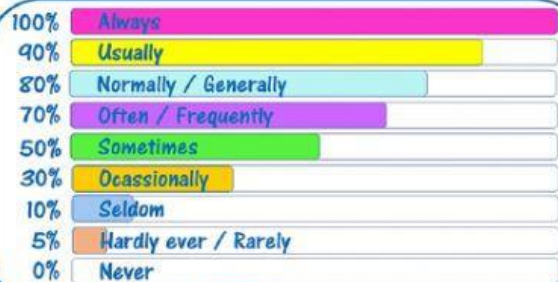 100% Always
90% Usually
80% Normally / Generally
70% Often / Frequently
50% Sometimes
30% Ocassionally
10% Seldom
5% Hardly ever / Rarely
0% Never